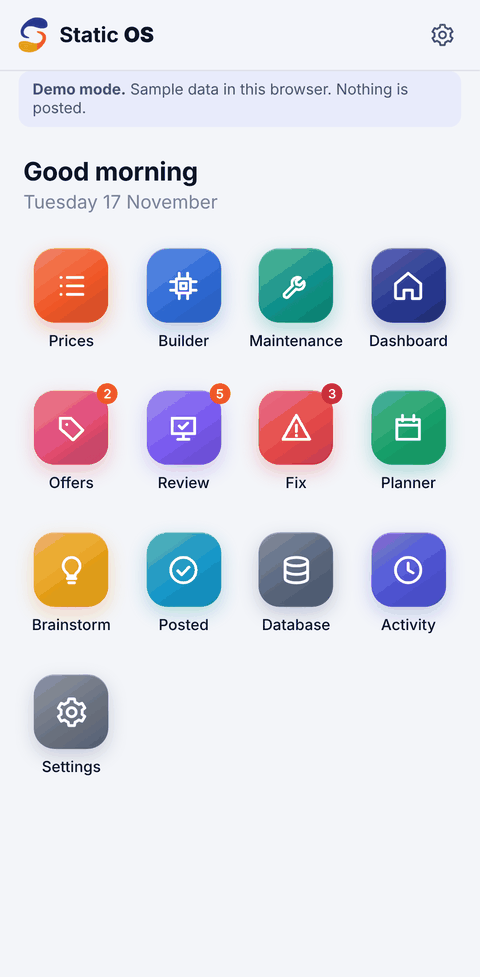 Static OS
Demo mode. Sample data in this browser. Nothing is
posted.
Good morning
Tuesday 17 November
Prices
Builder
Maintenance
Dashboard
2
5
3
Offers
Review
Fix
Planner
Brainstorm
Posted
Database
Activity
Settings